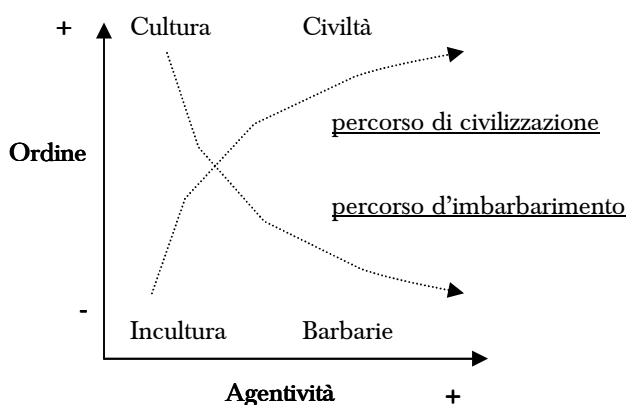 + Cultura Civiltà
percorso di civilizzazione
Ordine
percorso d'imbarbarimento
-
Incultura Barbarie
Agentività +